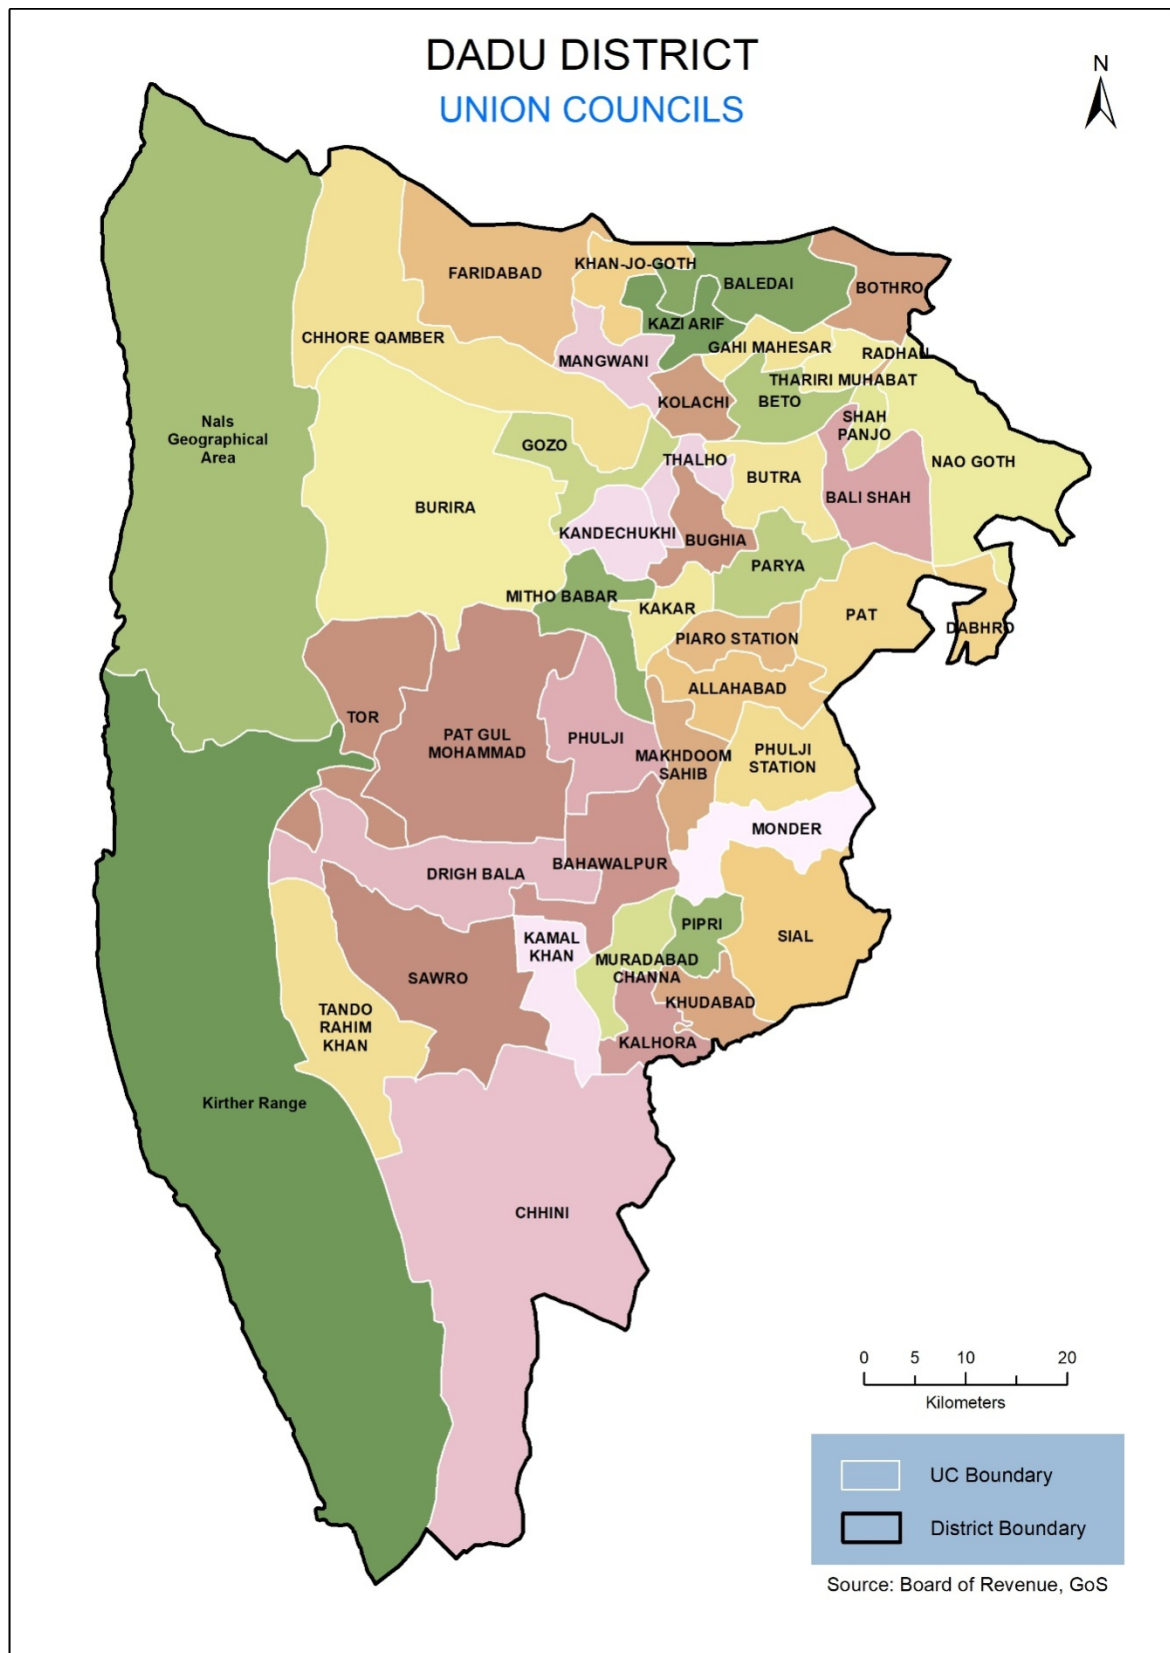 DADU DISTRICT
UNION COUNCILS
N
FARIDABAD
KHAN-JO-GOTH
BALEDAI
BOTHRO
KAZI ARIF
CHHORE QAMBER
GAHI MAHESAR
RADHAN
MANGWANI
THARIRI MUHABAT
KOLACHI
BETO
Nals
Geographical
Area
SHAH
PANJO
GOZO
THALHO
NAO GOTH
BUTRA
BALI SHAH
BURIRA
KANDECHUKHI
BUGHIA
PARYA
MITHO BABAR
KAKAR
PAT
DABHRO
PIARO STATION
ALLAHABAD
TOR
PAT GUL
MOHAMMAD
PHULJI
MAKHDOOM
SAHIB
PHULJI
STATION
MONDER
BAHAWALPUR
DRIGH BALA
PIPRI
KAMAL
KHAN
SIAL
MURADABAD
CHANNA
SAWRO
KHUDABAD
TANDO
RAHIM
KHAN
KALHORA
Kirther Range
CHHINI
0 5 10 20
Kilometers
UC Boundary
District Boundary
Source: Board of Revenue, GoS